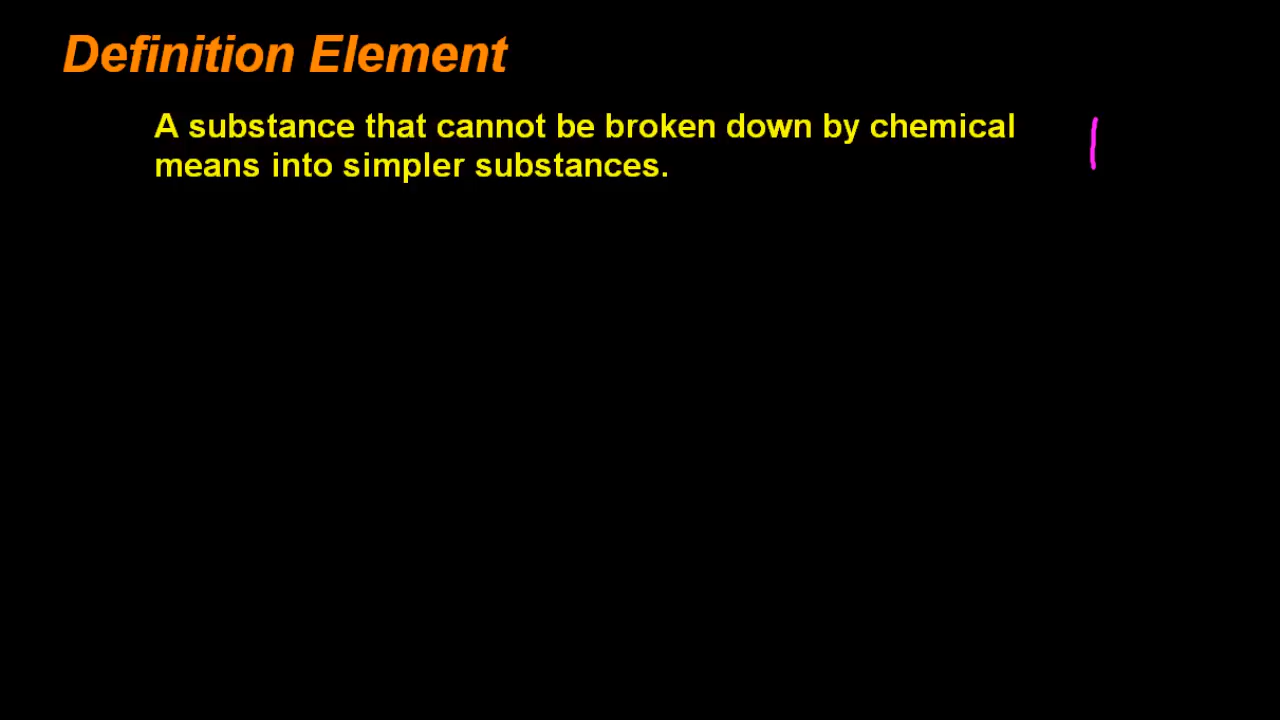 Definition Element
A substance that cannot be broken down by chemical
means into simpler substances.